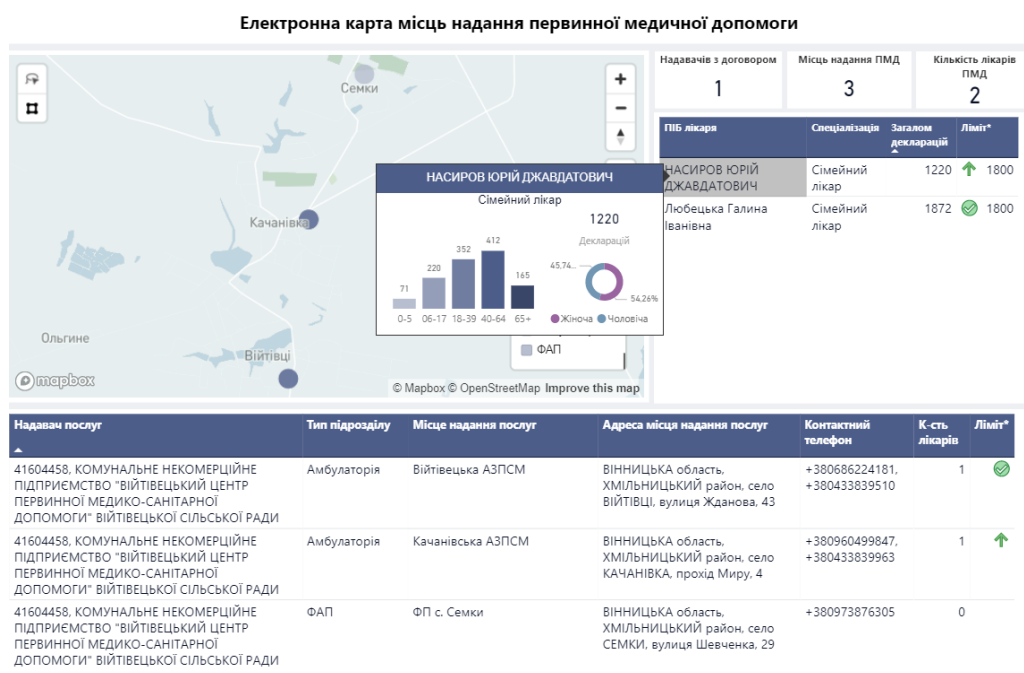 Електронна карта місць надання первинної медичної допомоги
Семки
Качанівка
Ольгине
Війтівці
ФАП
mapbox
© Mapbox © OpenStreetMap Improve this map
Надавачів з договором
1
Місць надання ПМД
3
Кількість лікарів
ПМД
2
ПІБ лікаря Спеціалізація Загалом декларацій Ліміт*
НАСИРОВ ЮРІЙ ДЖАВДАТОВИЧ Сімейний лікар 1220 1800
Любецька Галина Іванівна Сімейний лікар 1872 1800
НАСИРОВ ЮРІЙ ДЖАВДАТОВИЧ
Сімейний лікар
1220
Декларацій
71 220 352 412 165
0-5 06-17 18-39 40-64 65+
45,74...
54,26%
Жіноча Чоловіча
Надавач послуг Тип підрозділу Місце надання послуг Адреса місця надання послуг Контактний телефон К-сть лікарів Ліміт*
41604458, КОМУНАЛЬНЕ НЕКОМЕРЦІЙНЕ Амбулаторія Війтівецька АЗПСМ ВІННИЦЬКА область, +380686224181, 1
ПІДПРИЄМСТВО "ВІЙТІВЕЦЬКИЙ ЦЕНТР ХМІЛЬНИЦЬКИЙ район, село +380433839510
ПЕРВИННОЇ МЕДИКО-САНІТАРНОЇ ВІЙТІВЦІ, вулиця Жданова, 43
ДОПОМОГИ" ВІЙТІВЕЦЬКОЇ СІЛЬСЬКОЇ РАДИ
41604458, КОМУНАЛЬНЕ НЕКОМЕРЦІЙНЕ Амбулаторія Качанівська АЗПСМ ВІННИЦЬКА область, +380960499847, 1
ПІДПРИЄМСТВО "ВІЙТІВЕЦЬКИЙ ЦЕНТР ХМІЛЬНИЦЬКИЙ район, село +380433839963
ПЕРВИННОЇ МЕДИКО-САНІТАРНОЇ КАЧАНІВКА, прохід Миру, 4
ДОПОМОГИ" ВІЙТІВЕЦЬКОЇ СІЛЬСЬКОЇ РАДИ
41604458, КОМУНАЛЬНЕ НЕКОМЕРЦІЙНЕ ФАП ФП с. Семки ВІННИЦЬКА область, +380973876305 0
ПІДПРИЄМСТВО "ВІЙТІВЕЦЬКИЙ ЦЕНТР ХМІЛЬНИЦЬКИЙ район, село
ПЕРВИННОЇ МЕДИКО-САНІТАРНОЇ СЕМКИ, вулиця Шевченка, 29
ДОПОМОГИ" ВІЙТІВЕЦЬКОЇ СІЛЬСЬКОЇ РАДИ